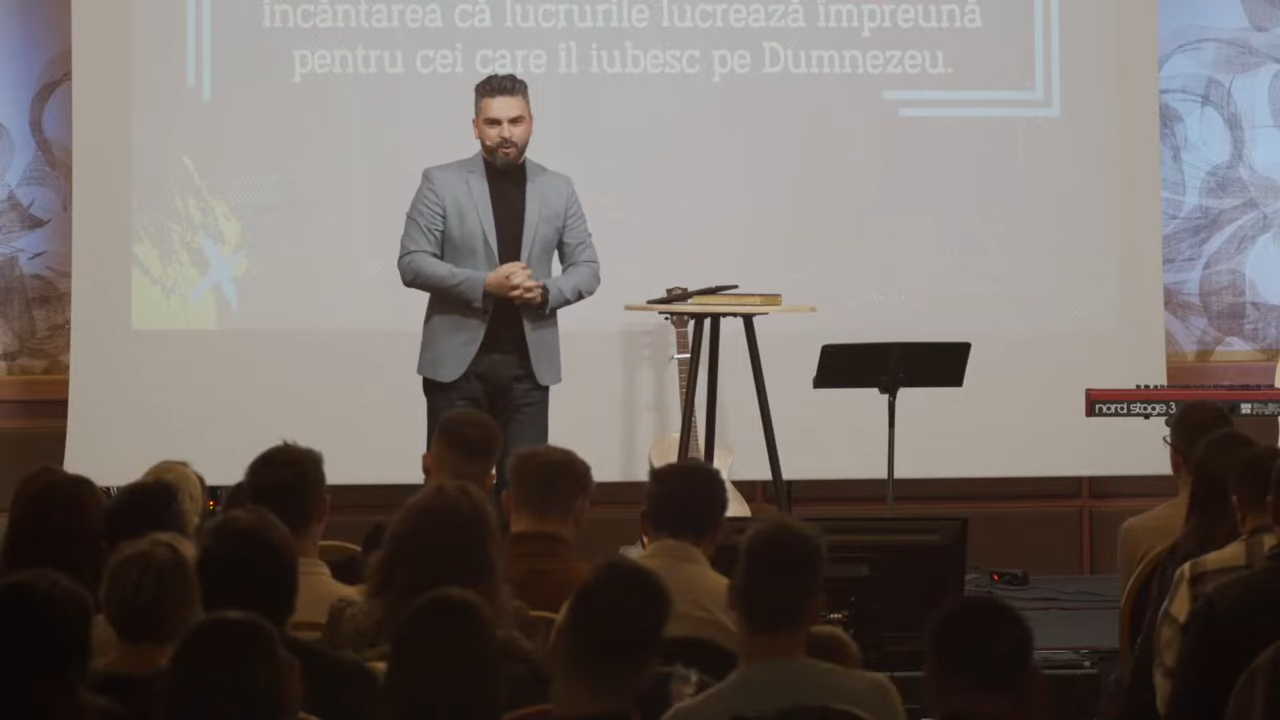 încântarea că lucrurile lucrează împreună
pentru cei care îl iubesc pe Dumnezeu.
nord stage 3